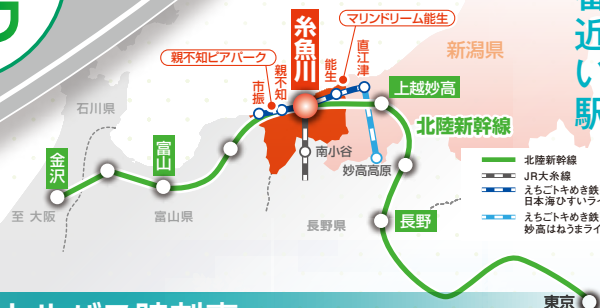 マリンドリーム能生
親不知ピアパーク
糸魚川
能生
直江津
親不知
市振
新潟県
上越妙高
北陸新幹線
石川県
金沢
富山
南小谷
妙高高原
至 大阪
富山県
長野県
長野
東京
近い駅
北陸新幹線
JR大糸線
えちごトキめき鉄
日本海ひすいライ
えちごトキめき鉄
妙高はねうまライ